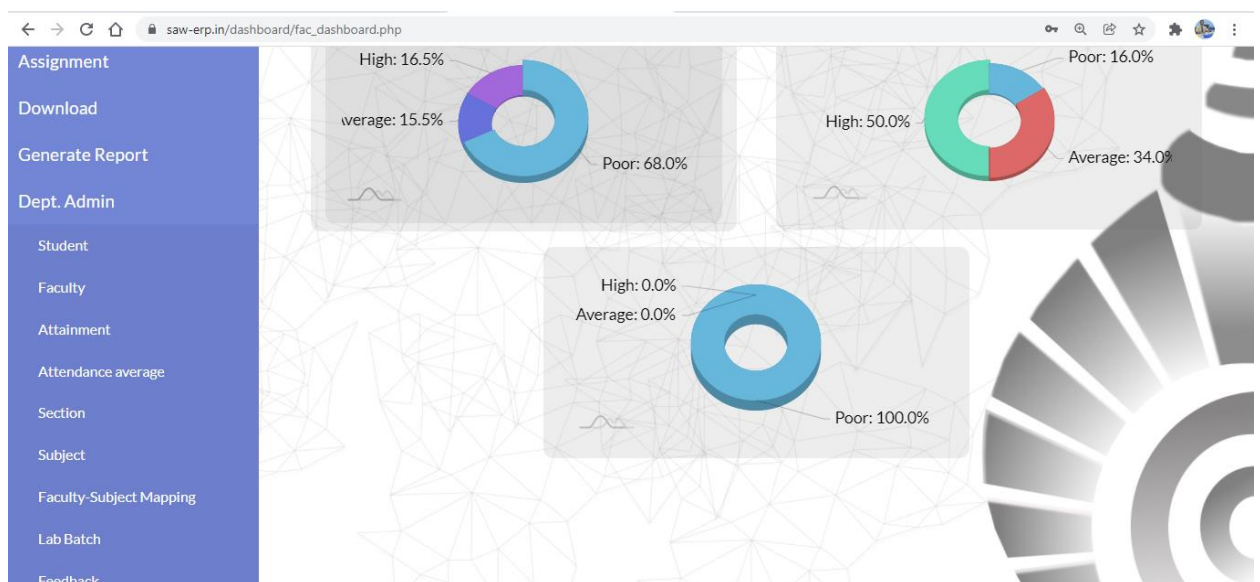 saw-erp.in/dashboard/fac_dashboard.php
Assignment
Download
Generate Report
Dept. Admin
Student
Faculty
Attainment
Attendance average
Section
Subject
Faculty-Subject Mapping
Lab Batch
Feedback
High: 16.5%
verage: 15.5%
Poor: 68.0%
Poor: 16.0%
High: 50.0%
Average: 34.0%
High: 0.0%
Average: 0.0%
Poor: 100.0%